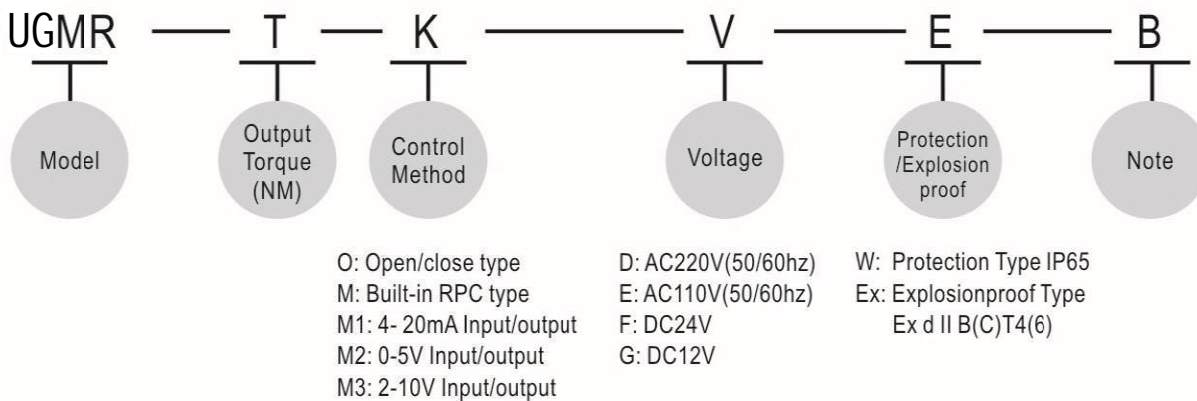 UGMR T K V E B
Model
Output
Torque
(NM)
Control
Method
Voltage
Protection
/Explosion
proof
Note
O: Open/close type
M: Built-in RPC type
M1: 4- 20mA Input/output
M2: 0-5V Input/output
M3: 2-10V Input/output
D: AC220V(50/60hz)
E: AC110V(50/60hz)
F: DC24V
G: DC12V
W: Protection Type IP65
Ex: Explosionproof Type
Ex d II B(C)T4(6)